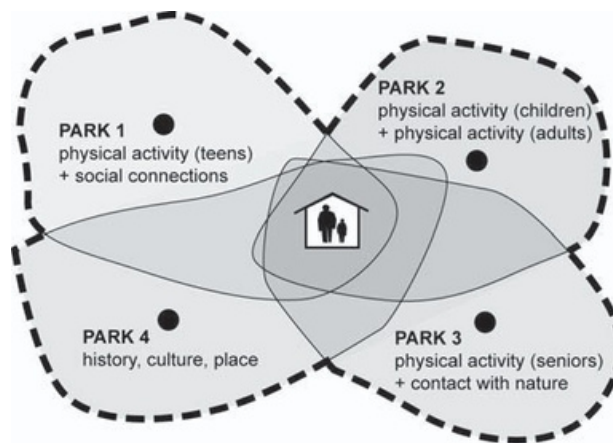 PARK 1
physical activity (teens)
+ social connections
PARK 2
physical activity (children)
+ physical activity (adults)
PARK 4
history, culture, place
PARK 3
physical activity (seniors)
+ contact with nature